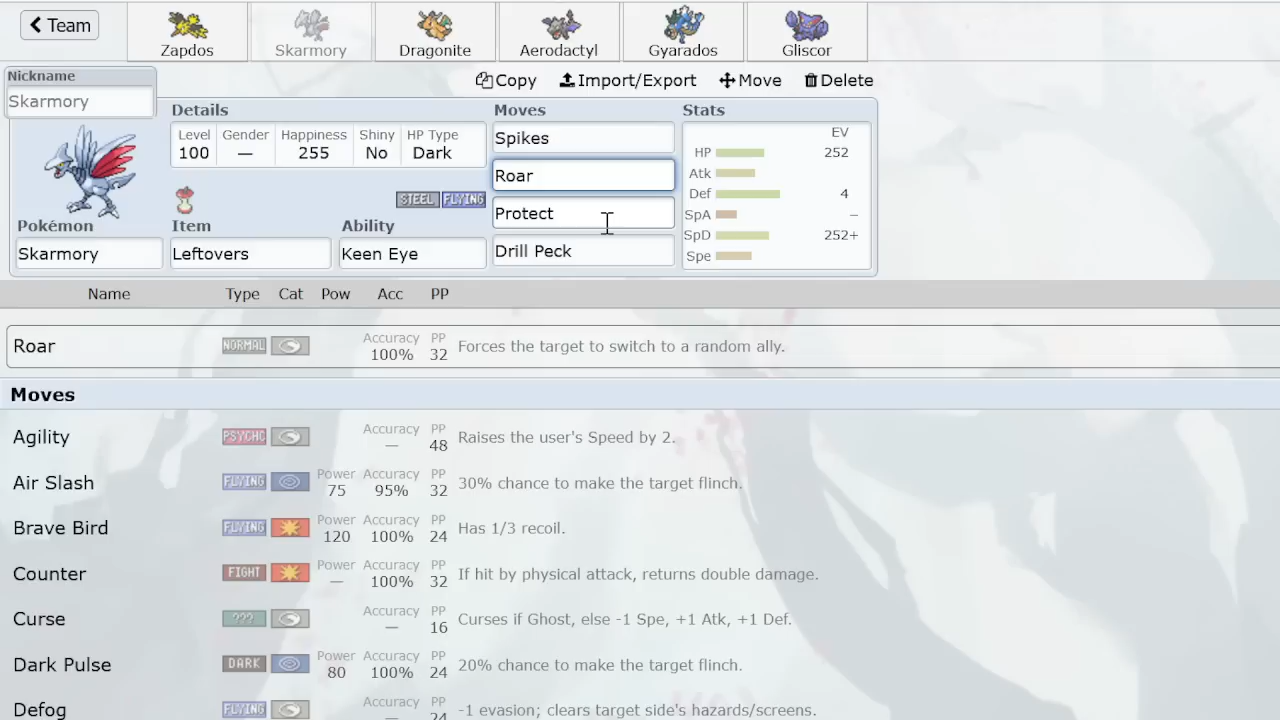 Team
Zapdos
Skarmory
Dragonite
Aerodactyl
Gyarados
Gliscor
Nickname
Skarmory
Copy
Import/Export
Move
Delete
Details
Moves
Stats
Level
Gender
Happiness
Shiny
HP Type
100
—
255
No
Dark
STEEL
FLYING
Pokémon
Item
Ability
Skarmory
Leftovers
Keen Eye
Spikes
Roar
Protect
Drill Peck
EV
HP 252
Atk
Def 4
SpA –
SpD 252+
Spe
Name Type Cat Pow Acc PP
Roar NORMAL Accuracy 100% PP 32 Forces the target to switch to a random ally.
Moves
Agility PSYCHC Accuracy — PP 48 Raises the user's Speed by 2.
Air Slash FLYING Power 75 Accuracy 95% PP 32 30% chance to make the target flinch.
Brave Bird FLYING Power 120 Accuracy 100% PP 24 Has 1/3 recoil.
Counter FIGHT Power — Accuracy 100% PP 32 If hit by physical attack, returns double damage.
Curse ??? Accuracy — PP 16 Curses if Ghost, else -1 Spe, +1 Atk, +1 Def.
Dark Pulse DARK Power 80 Accuracy 100% PP 24 20% chance to make the target flinch.
Defog FLYING Accuracy — PP 24 -1 evasion; clears target side's hazards/screens.